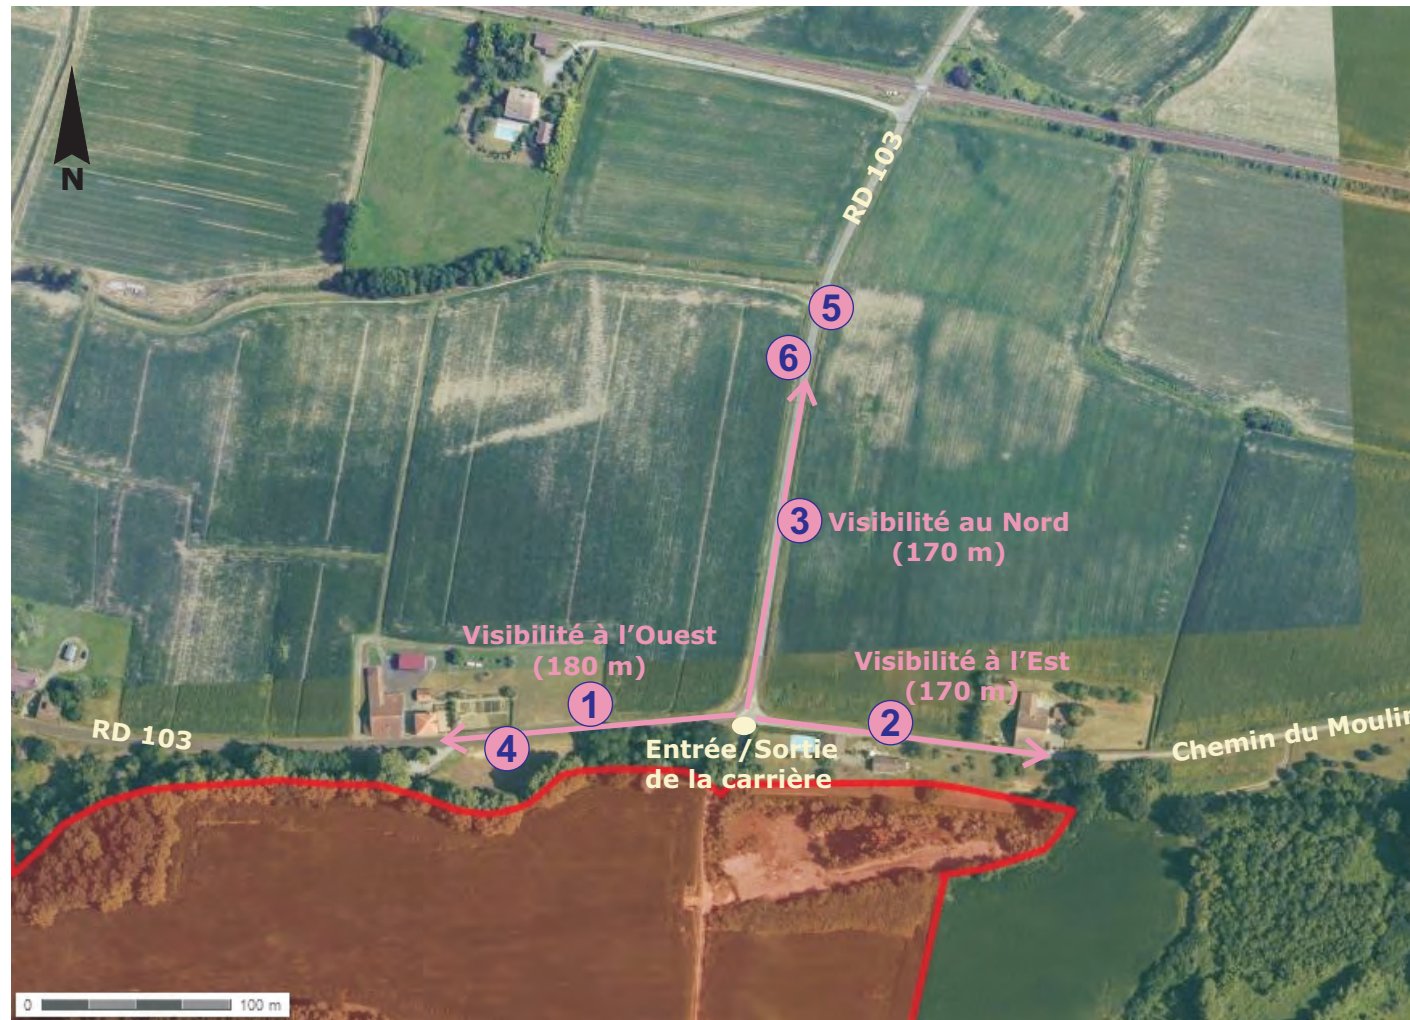 N
RD 103
5
6
3
Visibilité au Nord
(170 m)
Visibilité à l’Ouest
(180 m)
Visibilité à l’Est
(170 m)
1
2
4
RD 103
Entrée/Sortie
de la carrière
Chemin du Moulin
0 100 m